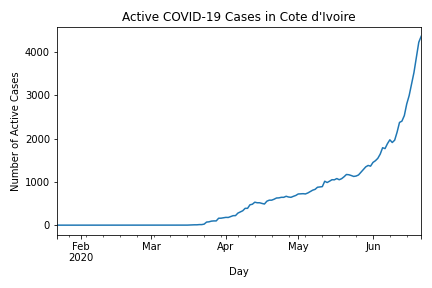 Active COVID-19 Cases in Cote d'Ivoire
Number of Active Cases
4000
3000
2000
1000
0
Feb Mar Apr May Jun
2020
Day